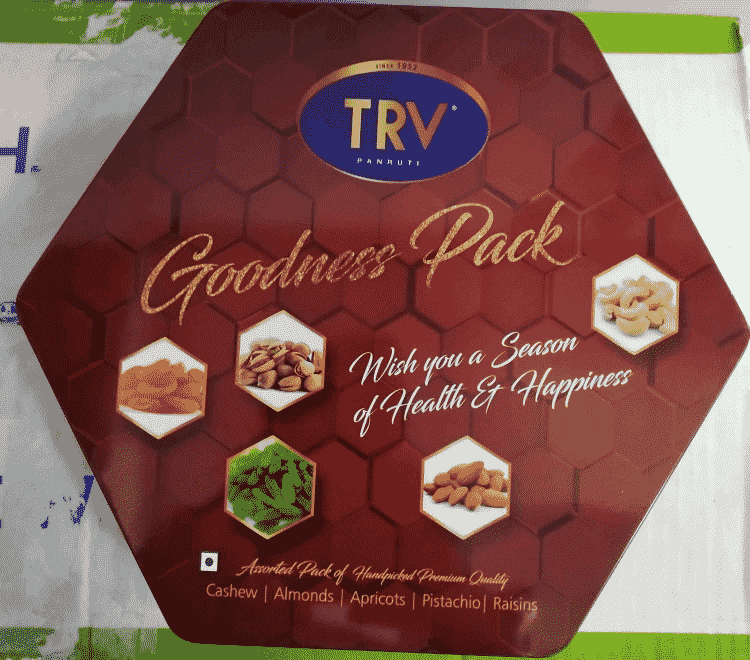 SINCE 1952
TRV
PANRUTI
Goodness Pack
Wish you a Season
of Health & Happiness
Assorted Pack of Handpicked Premium Quality
Cashew | Almonds | Apricots | Pistachio | Raisins